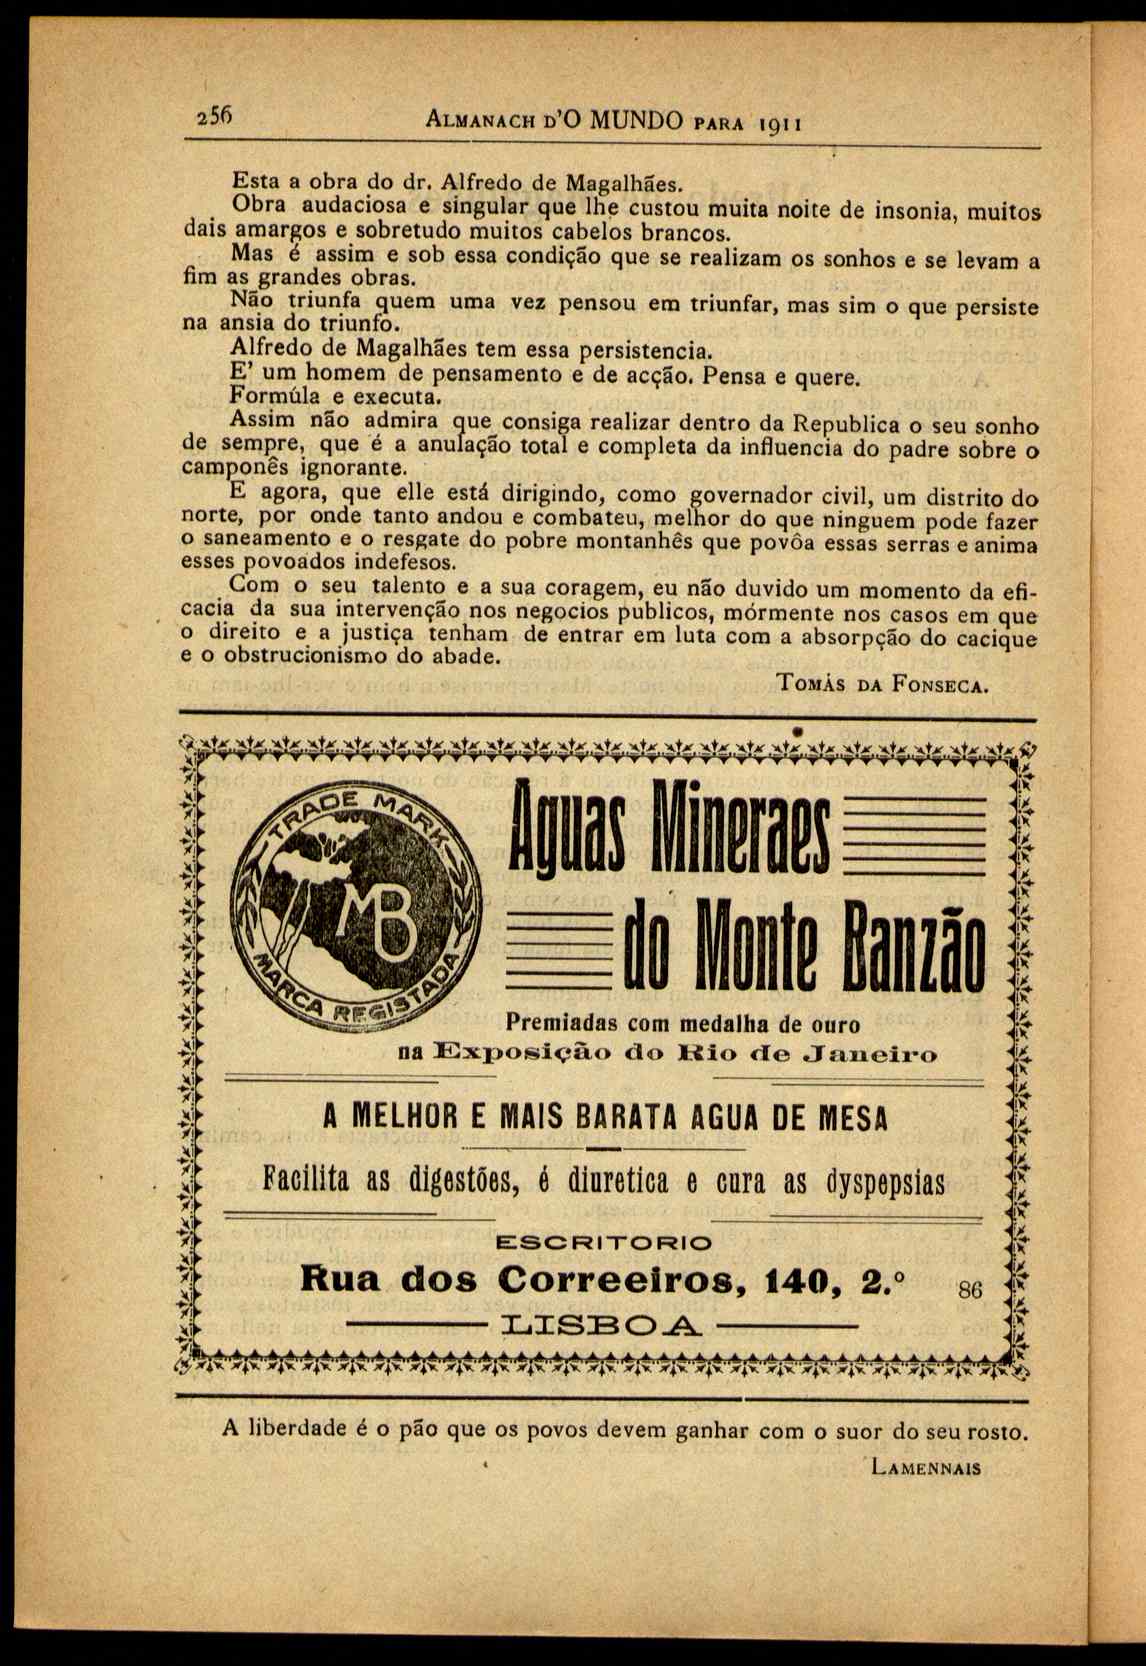 256
ALMANACH D'O MUNDO PARA 1911
Esta a obra do dr. Alfredo de Magalhães.
Obra audaciosa e singular que lhe custou muita noite de insonia, muitos
dais amargos e sobretudo muitos cabelos brancos.
Mas é assim e sob essa condição que se realizam os sonhos e se levam a
fim as grandes obras.
Não triunfa quem uma vez pensou em triunfar, mas sim o que persiste
na ansia do triunfo.
Alfredo de Magalhães tem essa persistencia.
E' um homem de pensamento e de acção. Pensa e quere.
Formúla e executa.
Assim não admira que consiga realizar dentro da Republica o seu sonho
de sempre, que é a anulação total e completa da influencia do padre sobre o
camponês ignorante.
E agora, que elle está dirigindo, como governador civil, um distrito do
norte, por onde tanto andou e combateu, melhor do que ninguem pode fazer
o saneamento e o resgate do pobre montanhês que povôa essas serras e anima
esses povoados indefesos.
Com o seu talento e a sua coragem, eu não duvido um momento da efi-
cacia da sua intervenção nos negocios publicos, mórmente nos casos em que
o direito e a justiça tenham de entrar em luta com a absorpção do cacique
e o obstrucionismo do abade.
TOMÁS DA FONSECA.
TRADE MARK
MB
MARCA REGISTADA
Aguas Mineraes
do Monte Banzão
Premiadas com medalha de ouro
na Exposição do Rio de Janeiro
A MELHOR E MAIS BARATA AGUA DE MESA
Facilita as digestões, é diuretica e cura as dyspepsias
ESCRITORIO
Rua dos Correeiros, 140, 2.º
86
LISBOA
A liberdade é o pão que os povos devem ganhar com o suor do seu rosto.
LAMENNAIS